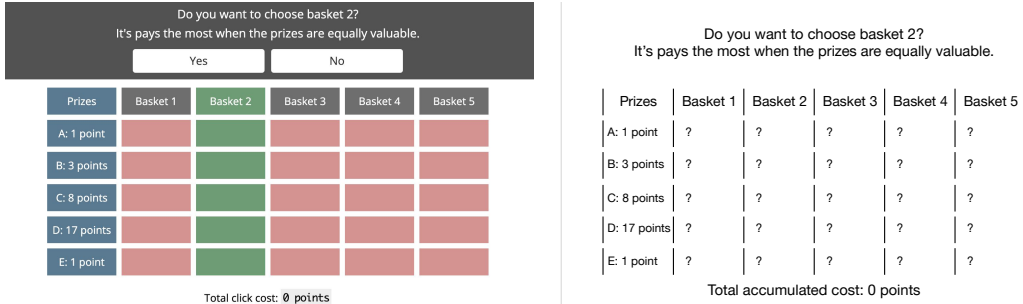 Do you want to choose basket 2?
It's pays the most when the prizes are equally valuable.
Yes No
Prizes Basket 1 Basket 2 Basket 3 Basket 4 Basket 5
A: 1 point
B: 3 points
C: 8 points
D: 17 points
E: 1 point
Total click cost: 0 points
Do you want to choose basket 2?
It's pays the most when the prizes are equally valuable.
Prizes Basket 1 Basket 2 Basket 3 Basket 4 Basket 5
A: 1 point ? ? ? ? ?
B: 3 points ? ? ? ? ?
C: 8 points ? ? ? ? ?
D: 17 points ? ? ? ? ?
E: 1 point ? ? ? ? ?
Total accumulated cost: 0 points